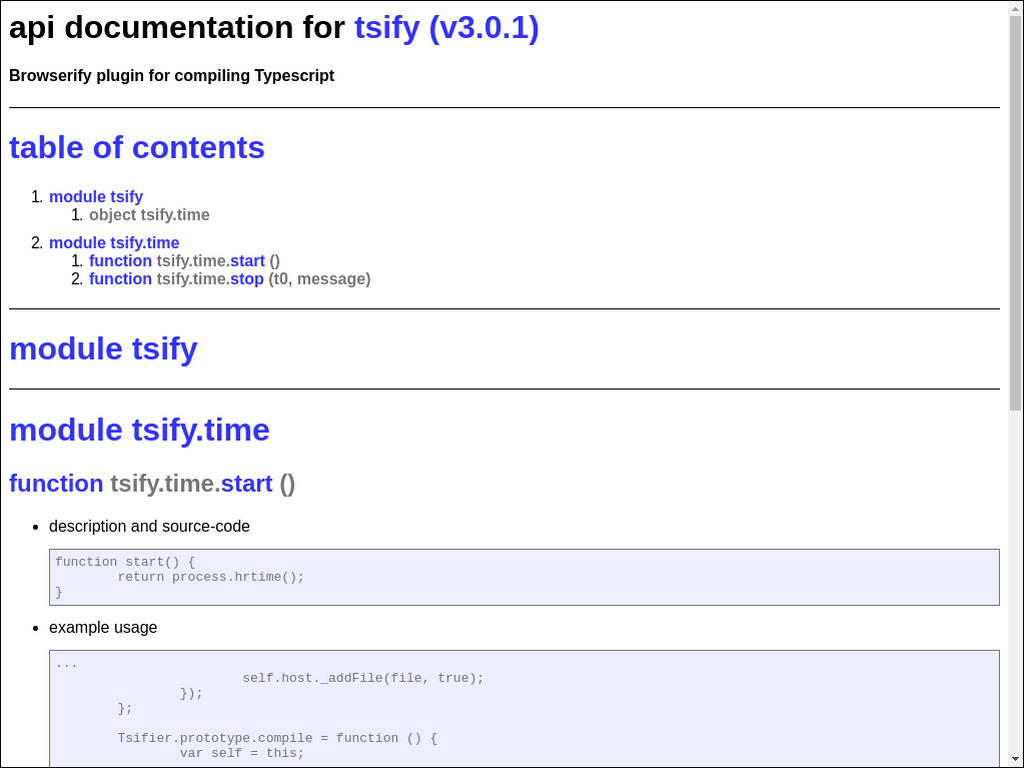 api documentation for tsify (v3.0.1)
Browserify plugin for compiling Typescript
table of contents
1. module tsify
1. object tsify.time
2. module tsify.time
1. function tsify.time.start ()
2. function tsify.time.stop (t0, message)
module tsify
module tsify.time
function tsify.time.start ()
• description and source-code
function start() {
        return process.hrtime();
}
• example usage
...
                        self.host._addFile(file, true);
                });
        };
        Tsifier.prototype.compile = function () {
                var self = this;